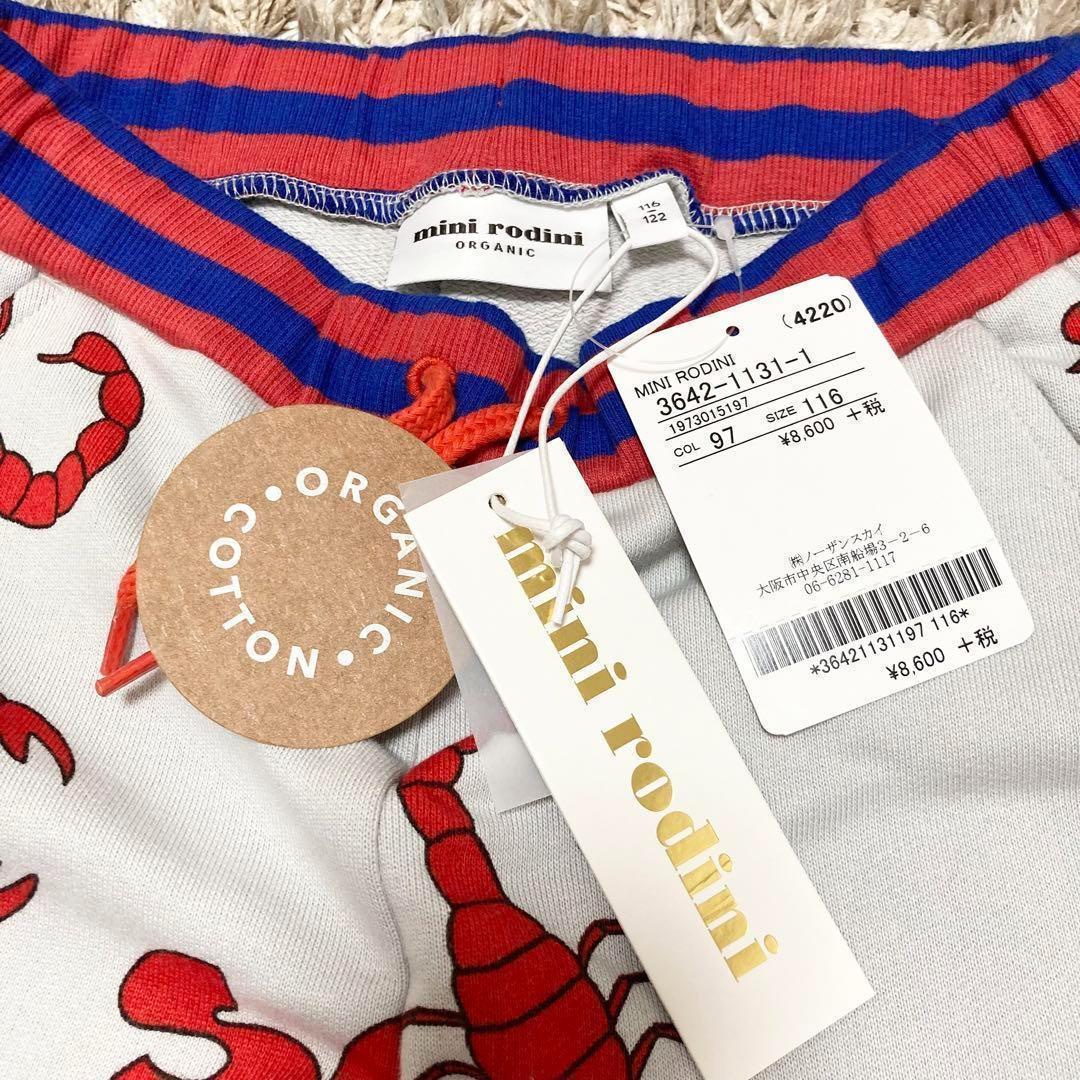 mini rodini
ORGANIC
116
122
(4220)
MINI RODINI
3642-1131-1
1973015197
COL 97 SIZE 116
¥8,600 +税
㈱ノーザンスカイ
大阪市中央区南船場3-2-6
06-6281-1117
*36421131197 116*
¥8,600 +税
•ORGANIC•
COTTON
mini rodini